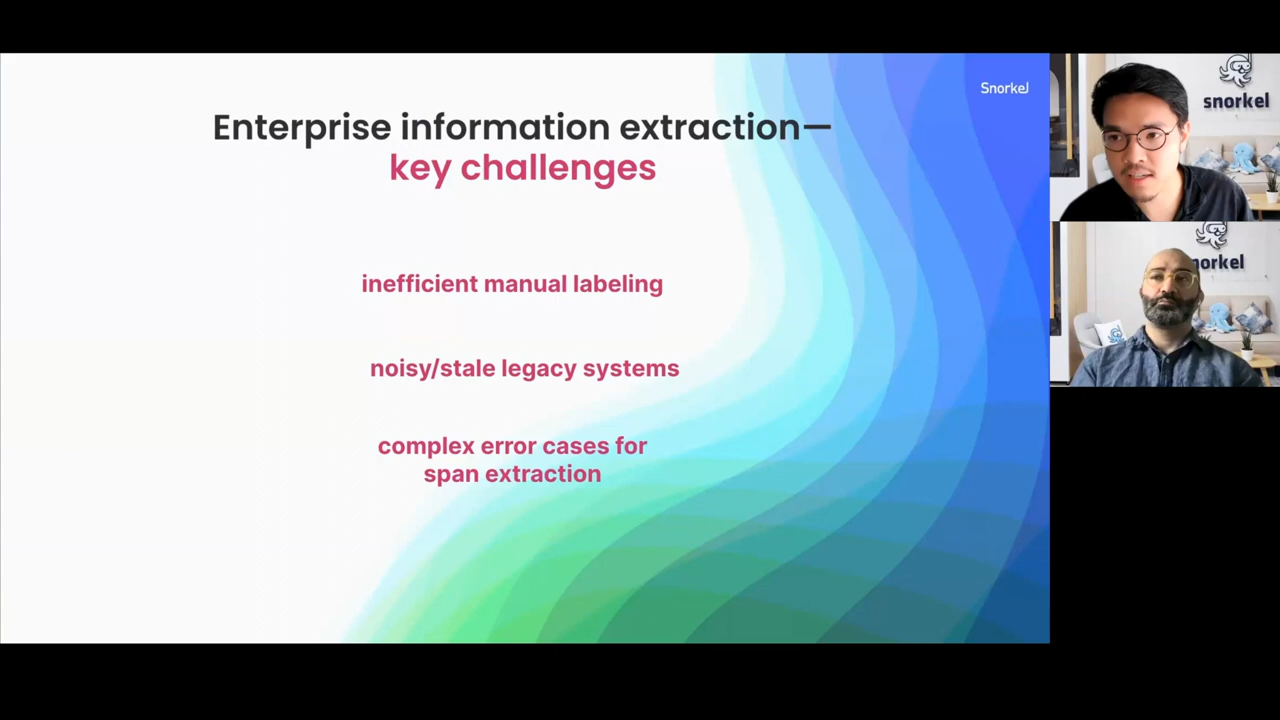 Snorkel
Enterprise information extraction—
key challenges
inefficient manual labeling
noisy/stale legacy systems
complex error cases for
span extraction
snorkel
norkel